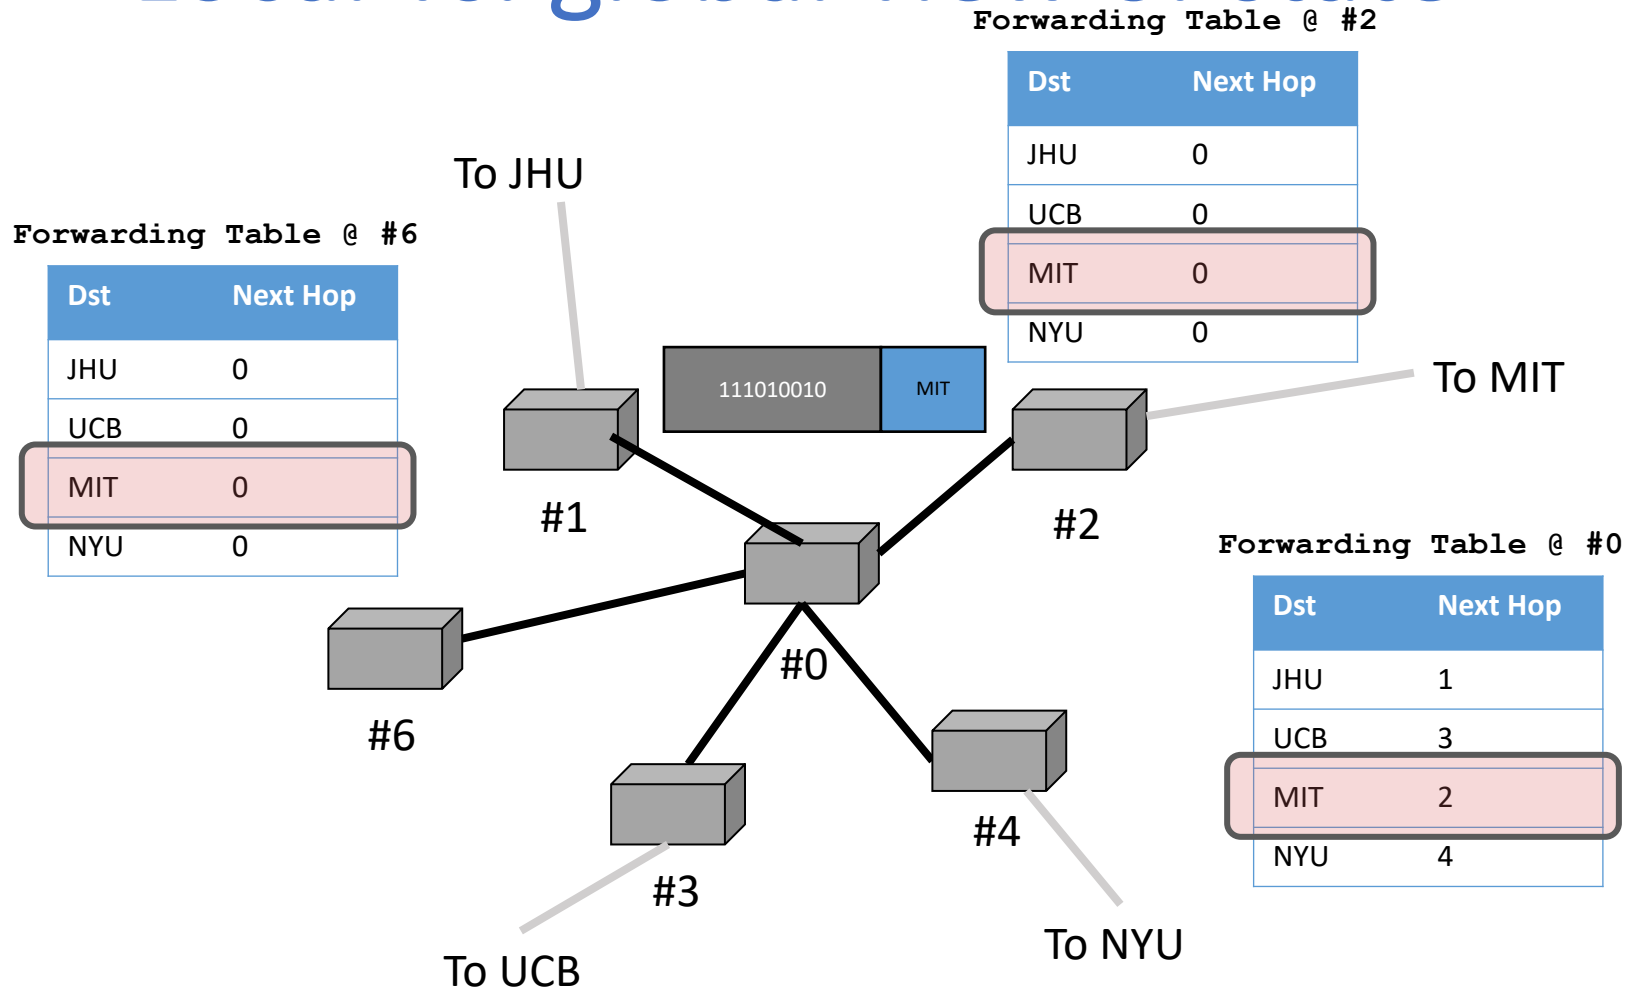 Forwarding Table @ #2
Dst Next Hop
JHU 0
UCB 0
MIT 0
NYU 0
To JHU
Forwarding Table @ #6
Dst Next Hop
JHU 0
UCB 0
MIT 0
NYU 0
111010010 MIT
To MIT
#1
#2
Forwarding Table @ #0
Dst Next Hop
JHU 1
UCB 3
MIT 2
NYU 4
#0
#6
#4
#3
To NYU
To UCB